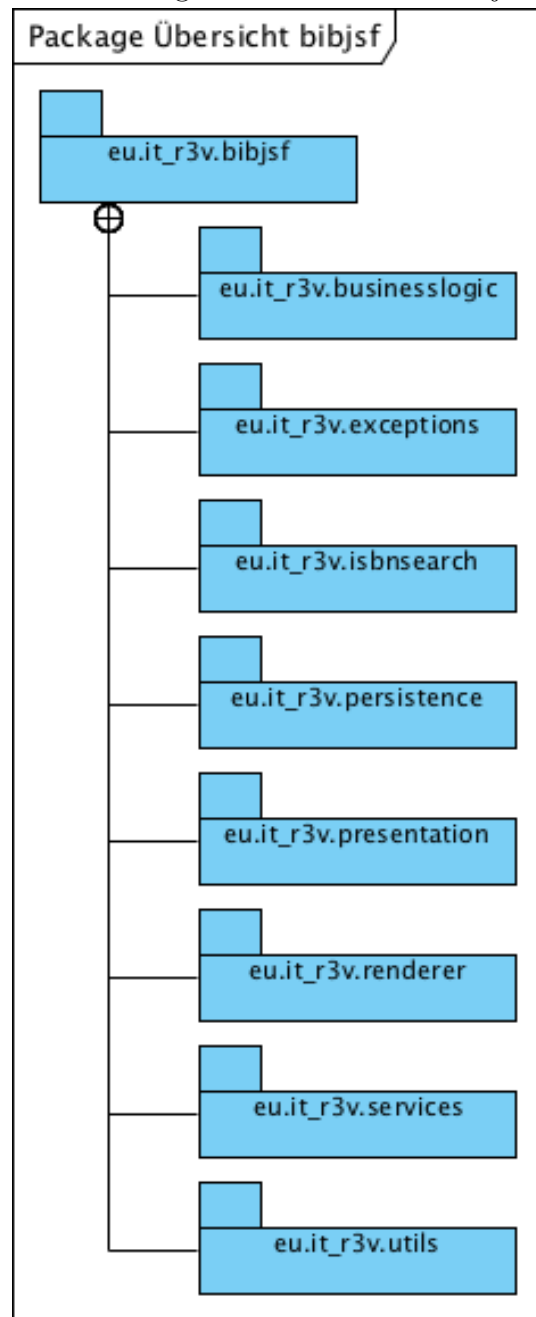 Package Übersicht bibjsf
eu.it_r3v.bibjsf
eu.it_r3v.businesslogic
eu.it_r3v.exceptions
eu.it_r3v.isbnsearch
eu.it_r3v.persistence
eu.it_r3v.presentation
eu.it_r3v.renderer
eu.it_r3v.services
eu.it_r3v.utils